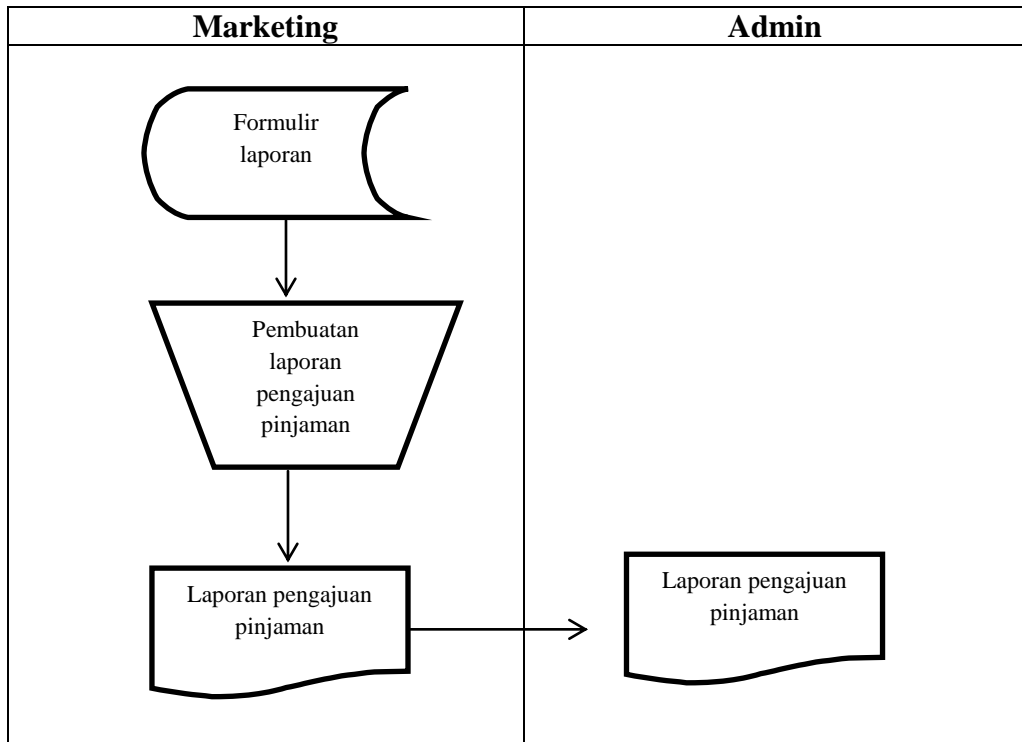 Marketing
Admin
Formulir
laporan
Pembuatan
laporan
pengajuan
pinjaman
Laporan pengajuan
pinjaman
Laporan pengajuan
pinjaman